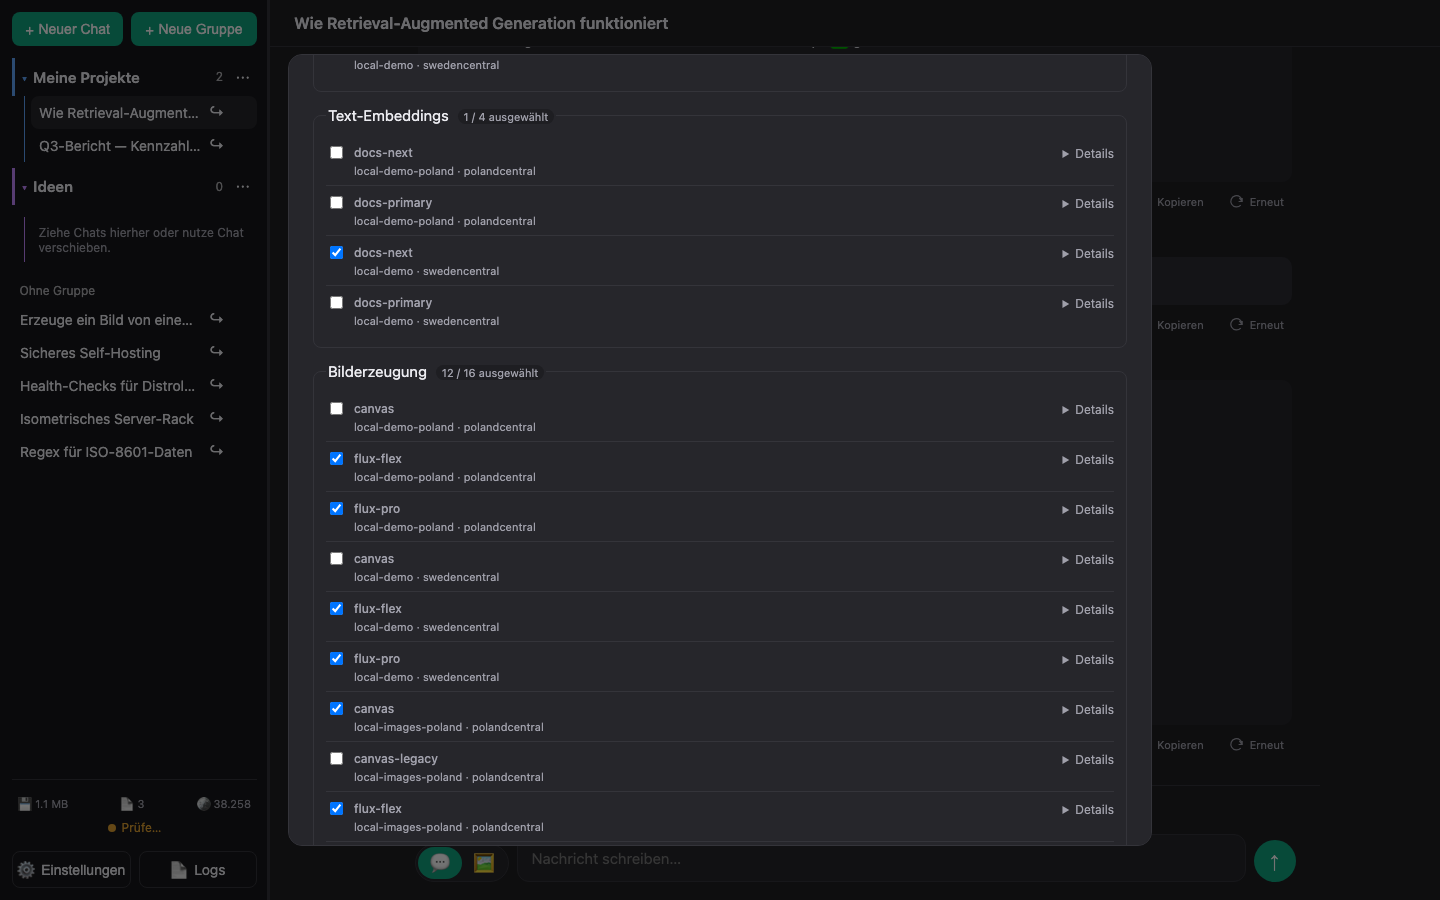 + Neuer Chat
+ Neue Gruppe
Meine Projekte 2 ...
Wie Retrieval-Augment...
Q3-Bericht — Kennzahl...
Ideen 0 ...
Ziehe Chats hierher oder nutze Chat
verschieben.
Ohne Gruppe
Erzeuge ein Bild von eine...
Sicheres Self-Hosting
Health-Checks für Distrol...
Isometrisches Server-Rack
Regex für ISO-8601-Daten
1.1 MB 3 38.258
Prüfe...
Einstellungen
Logs
Wie Retrieval-Augmented Generation funktioniert
local-demo · swedencentral
Text-Embeddings 1 / 4 ausgewählt
docs-next Details
local-demo-poland · polandcentral
docs-primary Details
local-demo-poland · polandcentral
docs-next Details
local-demo · swedencentral
docs-primary Details
local-demo · swedencentral
Bilderzeugung 12 / 16 ausgewählt
canvas Details
local-demo-poland · polandcentral
flux-flex Details
local-demo-poland · polandcentral
flux-pro Details
local-demo-poland · polandcentral
canvas Details
local-demo · swedencentral
flux-flex Details
local-demo · swedencentral
flux-pro Details
local-demo · swedencentral
canvas Details
local-images-poland · polandcentral
canvas-legacy Details
local-images-poland · polandcentral
flux-flex Details
local-images-poland · polandcentral
Kopieren Erneut
Kopieren Erneut
Kopieren Erneut
Nachricht schreiben...